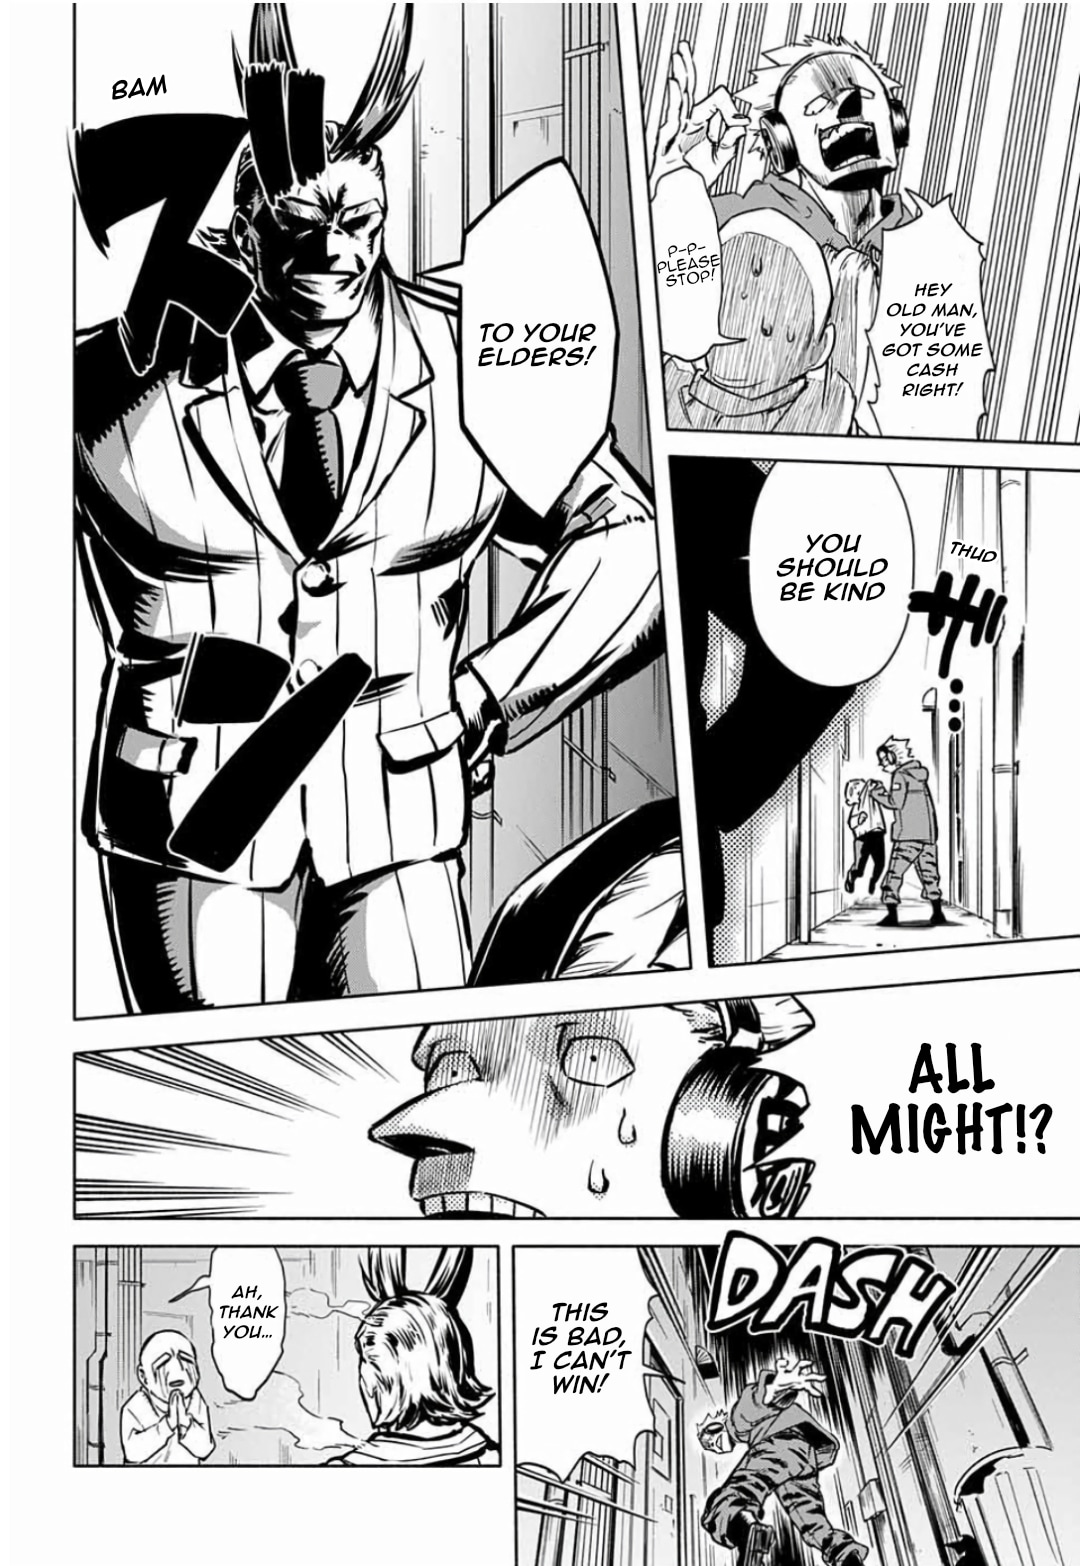 HEY
OLD MAN,
YOU'VE
GOT SOME
CASH
RIGHT!
P-P-
PLEASE
STOP!
THUD
YOU
SHOULD
BE KIND
TO YOUR
ELDERS!
BAM
ALL
MIGHT!?
DASH
THIS
IS BAD,
I CAN'T
WIN!
AH,
THANK
YOU...